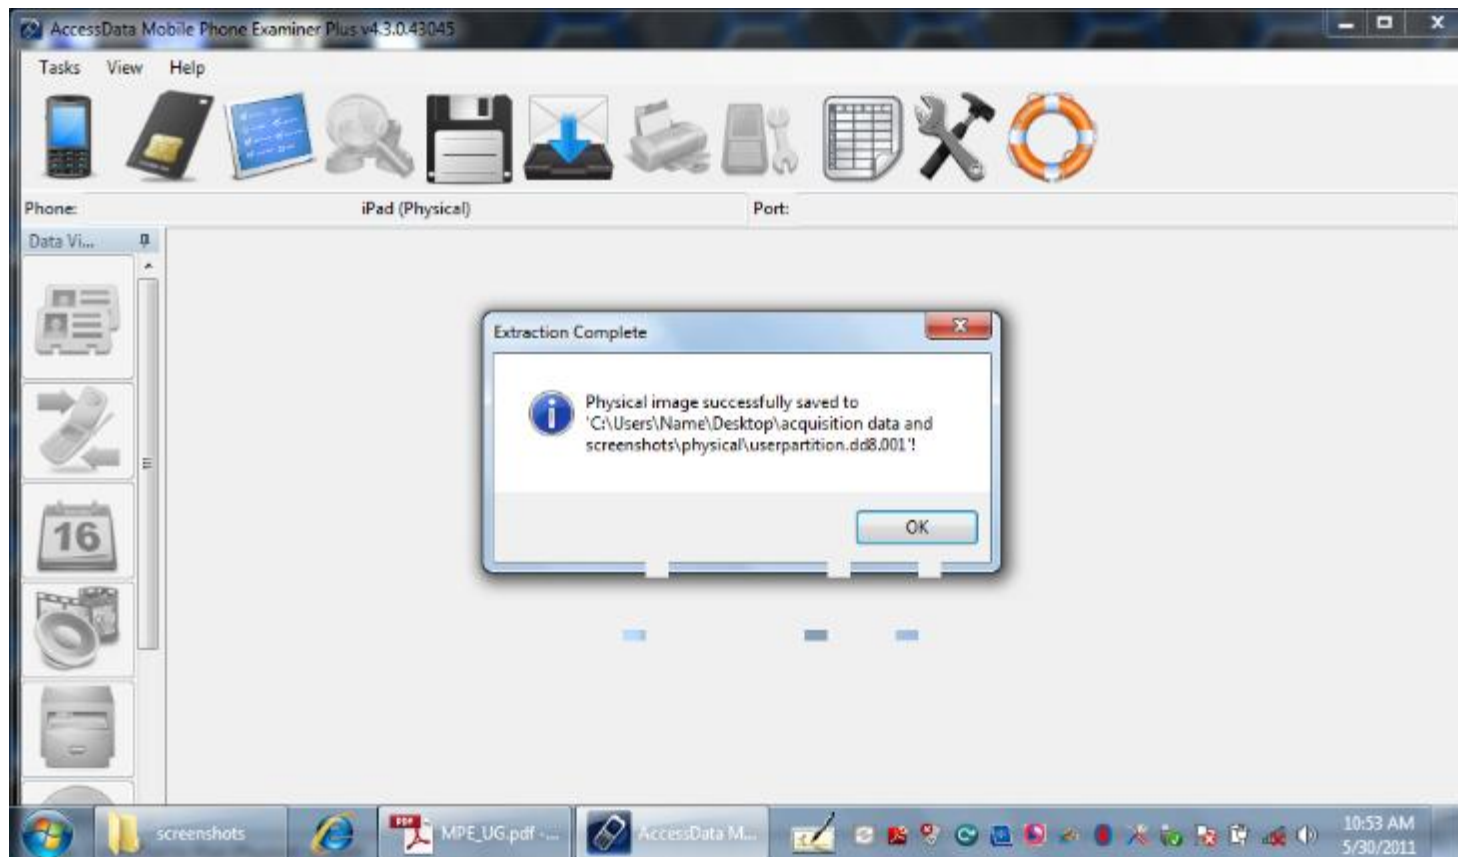 AccessData Mobile Phone Examiner Plus v4.3.0.43045
Tasks View Help
Phone: iPad (Physical) Port:
Data Vi...
Extraction Complete
Physical image successfully saved to
'C:\Users\Name\Desktop\acquisition data and
screenshots\physical\userpartition.dd8.001'!
OK
16
screenshots
MPE_UG.pdf -...
AccessData M...
10:53 AM
5/30/2011